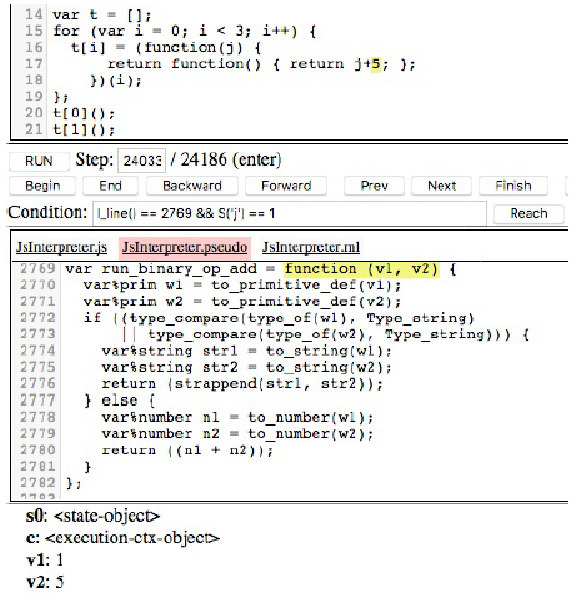 14 var t = [];
15 for (var i = 0; i < 3; i++) {
16 t[i] = (function(j) {
17 return function() { return j+5; };
18 })(i);
19 };
20 t[0]();
21 t[1]();
RUN Step: 24033 / 24186 (enter)
Begin End Backward Forward Prev Next Finish
Condition: I_line() == 2769 && S('j') == 1 Reach
JsInterpreter.js JsInterpreter.pseudo JsInterpreter.ml
2769 var run_binary_op_add = function (v1, v2) {
2770 var%prim w1 = to_primitive_def(v1);
2771 var%prim w2 = to_primitive_def(v2);
2772 if ((type_compare(type_of(w1), Type_string)
2773 || type_compare(type_of(w2), Type_string))) {
2774 var%string str1 = to_string(w1);
2775 var%string str2 = to_string(w2);
2776 return (strappend(str1, str2));
2777 } else {
2778 var%number n1 = to_number(w1);
2779 var%number n2 = to_number(w2);
2780 return ((n1 + n2));
2781 }
2782 };
s0: <state-object>
c: <execution-ctx-object>
v1: 1
v2: 5